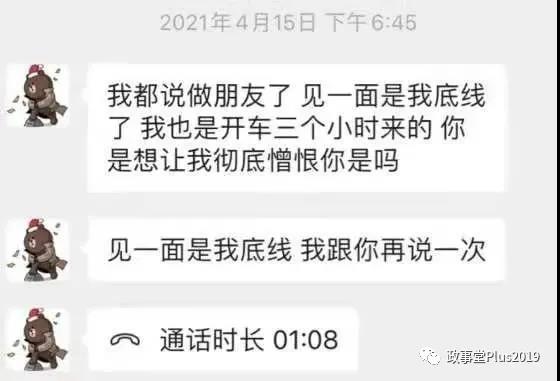 2021年4月15日 下午6:45
我都说做朋友了 见一面是我底线
了 我也是开车三个小时来的 你
是想让我彻底憎恨你是吗
见一面是我底线 我跟你再说一次
通话时长 01:08
政事堂Plus2019